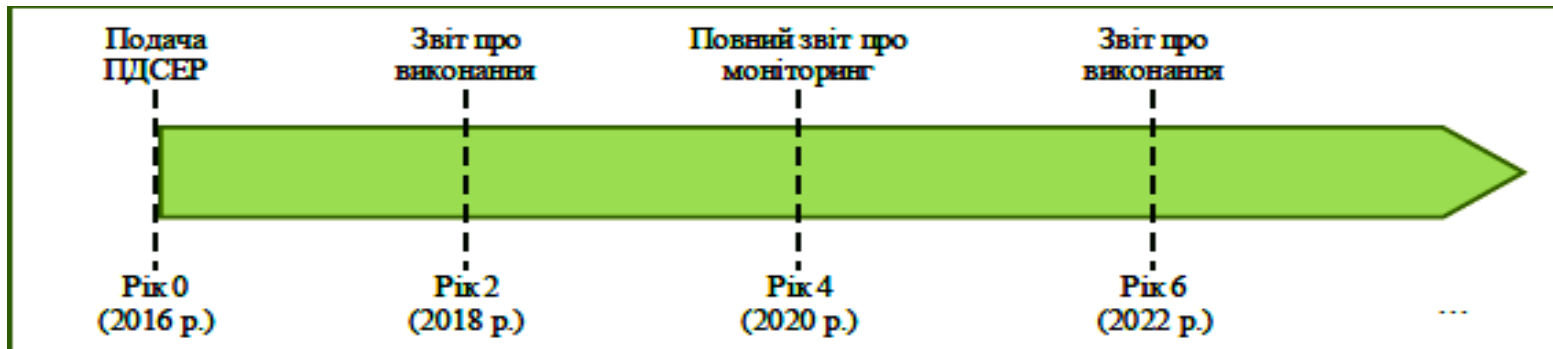 Подача
ПДСЕР
Звіт про
виконання
Повний звіт про
моніторинг
Звіт про
виконання
Рік 0
(2016 р.)
Рік 2
(2018 р.)
Рік 4
(2020 р.)
Рік 6
(2022 р.)
...